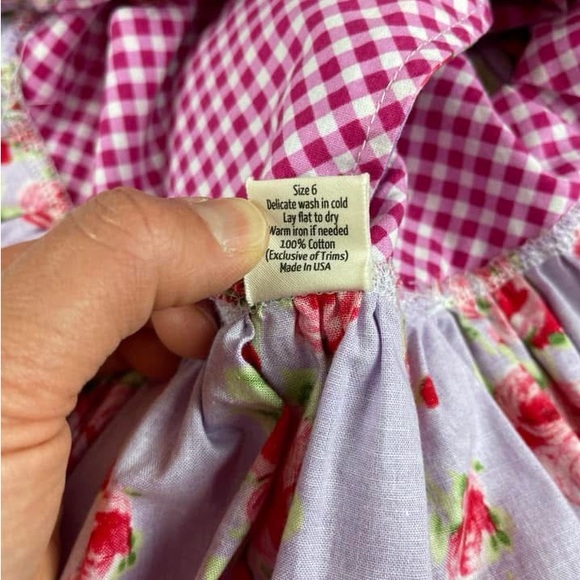 Size 6
Delicate wash in cold
Lay flat to dry
Warm iron if needed
100% Cotton
(Exclusive of Trims)
Made In USA